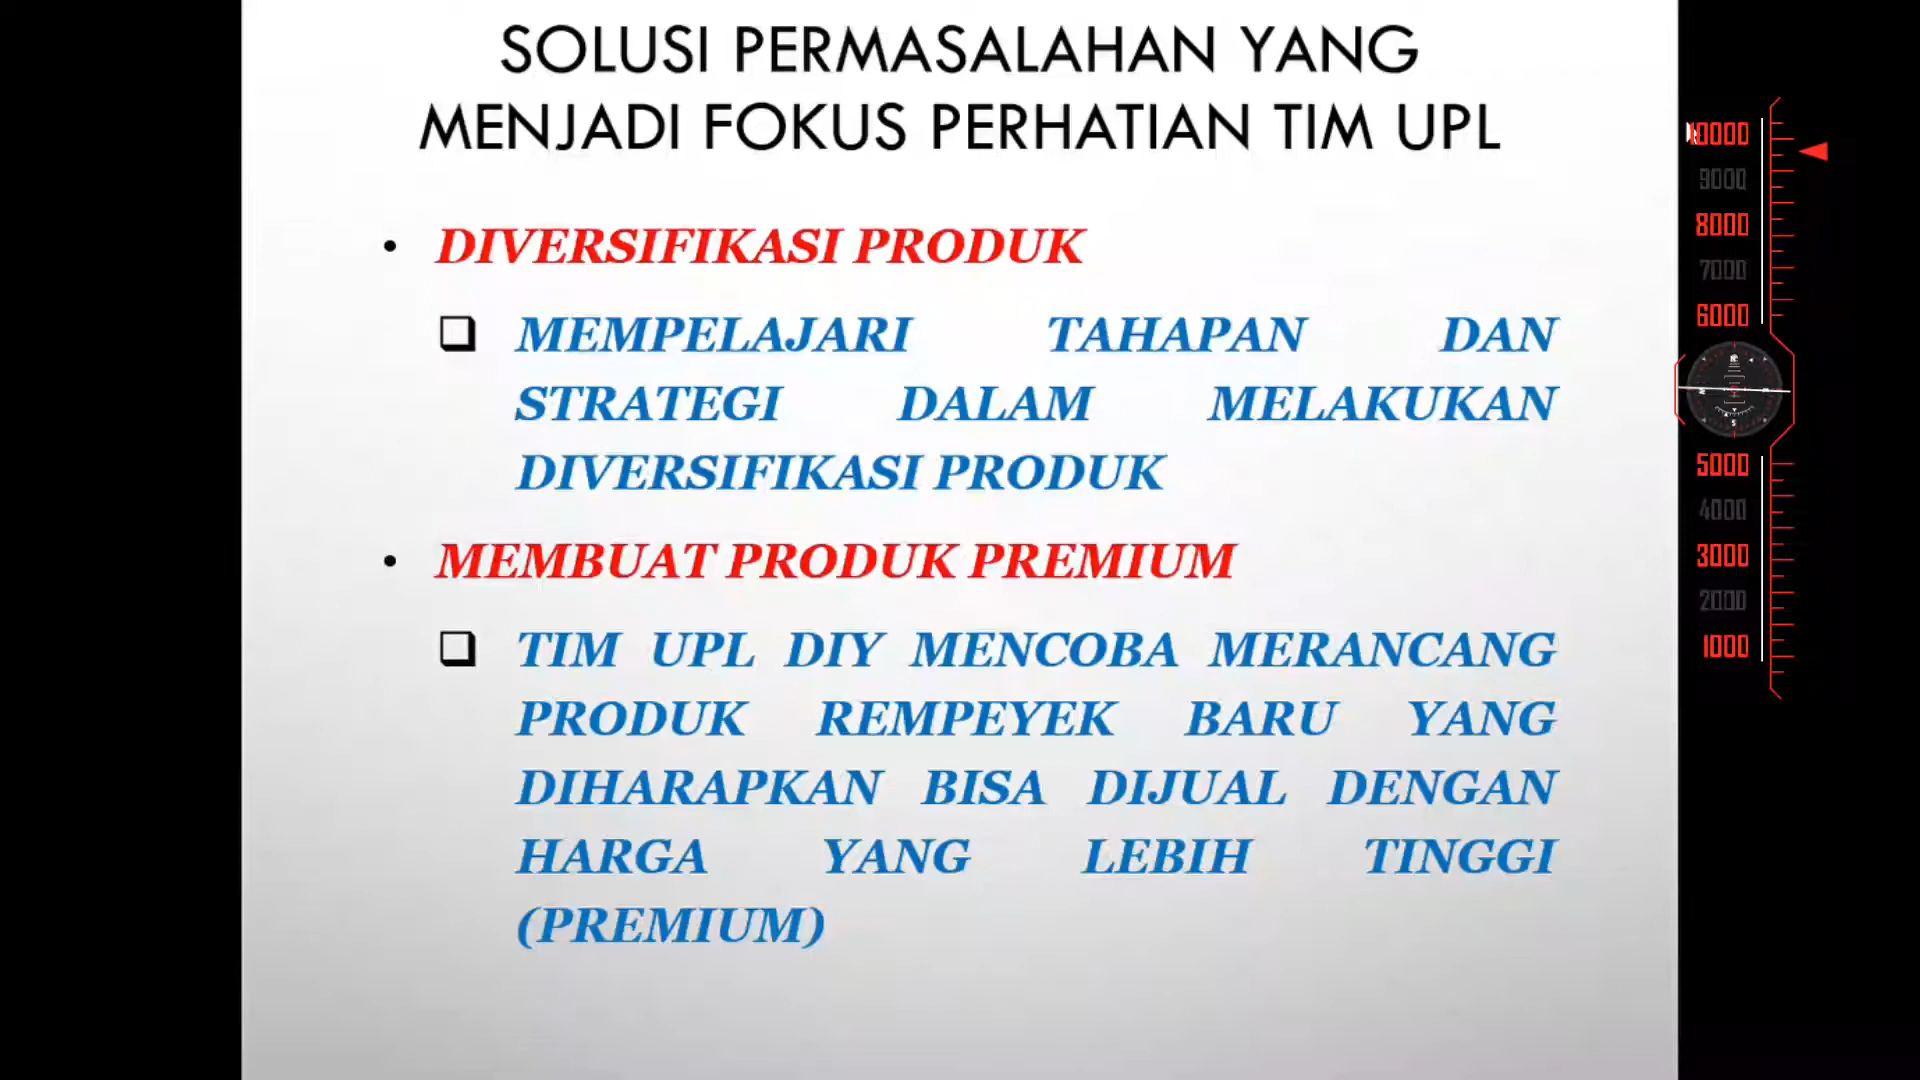 SOLUSI PERMASALAHAN YANG
MENJADI FOKUS PERHATIAN TIM UPL
• DIVERSIFIKASI PRODUK
❑ MEMPELAJARI TAHAPAN DAN
STRATEGI DALAM MELAKUKAN
DIVERSIFIKASI PRODUK
• MEMBUAT PRODUK PREMIUM
❑ TIM UPL DIY MENCOBA MERANCANG
PRODUK REMPEYEK BARU YANG
DIHARAPKAN BISA DIJUAL DENGAN
HARGA YANG LEBIH TINGGI
(PREMIUM)
10000
9000
8000
7000
6000
5000
4000
3000
2000
1000